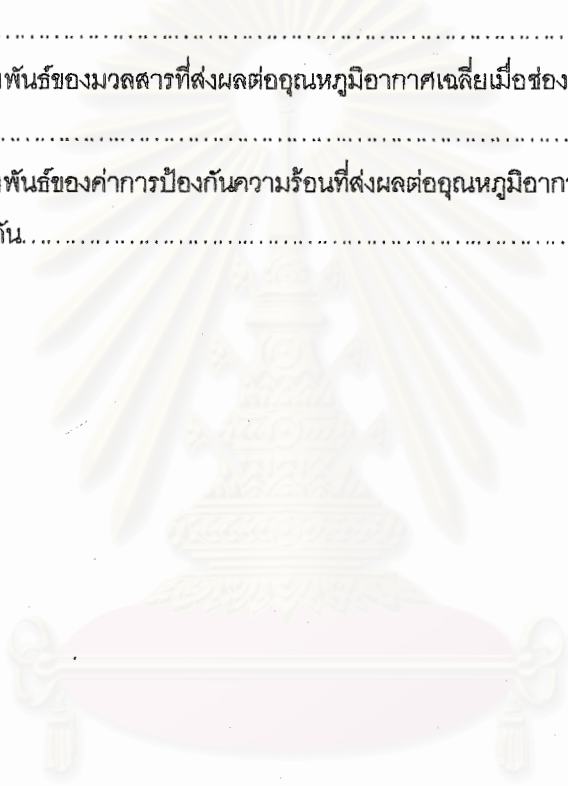 ..........................................................................
พันธ์ของมวลสารที่ส่งผลต่ออุณหภูมิอากาศเฉลี่ยเมื่อช่อง
..........................................................................
พันธ์ของค่าการป้องกันความร้อนที่ส่งผลต่ออุณหภูมิอากา
กัน..........................................................................